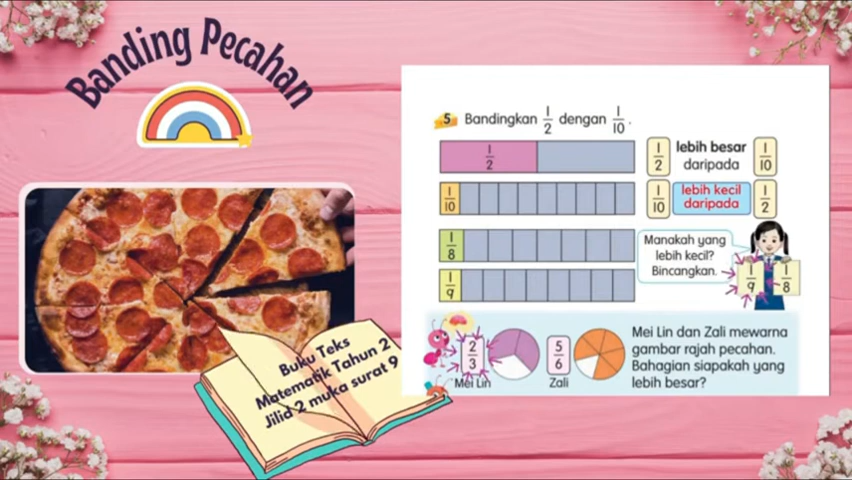 Banding Pecahan
5 Bandingkan 1/2 dengan 1/10.
1/2
1/2 lebih besar daripada 1/10
1/10
1/10 lebih kecil daripada 1/2
1/8
1/9
Manakah yang
lebih kecil?
Bincangkan.
1/9 1/8
2/3
Mei Lin
5/6
Zali
Mei Lin dan Zali mewarna
gambar rajah pecahan.
Bahagian siapakah yang
lebih besar?
Buku Teks
Matematik Tahun 2
Jilid 2 muka surat 9